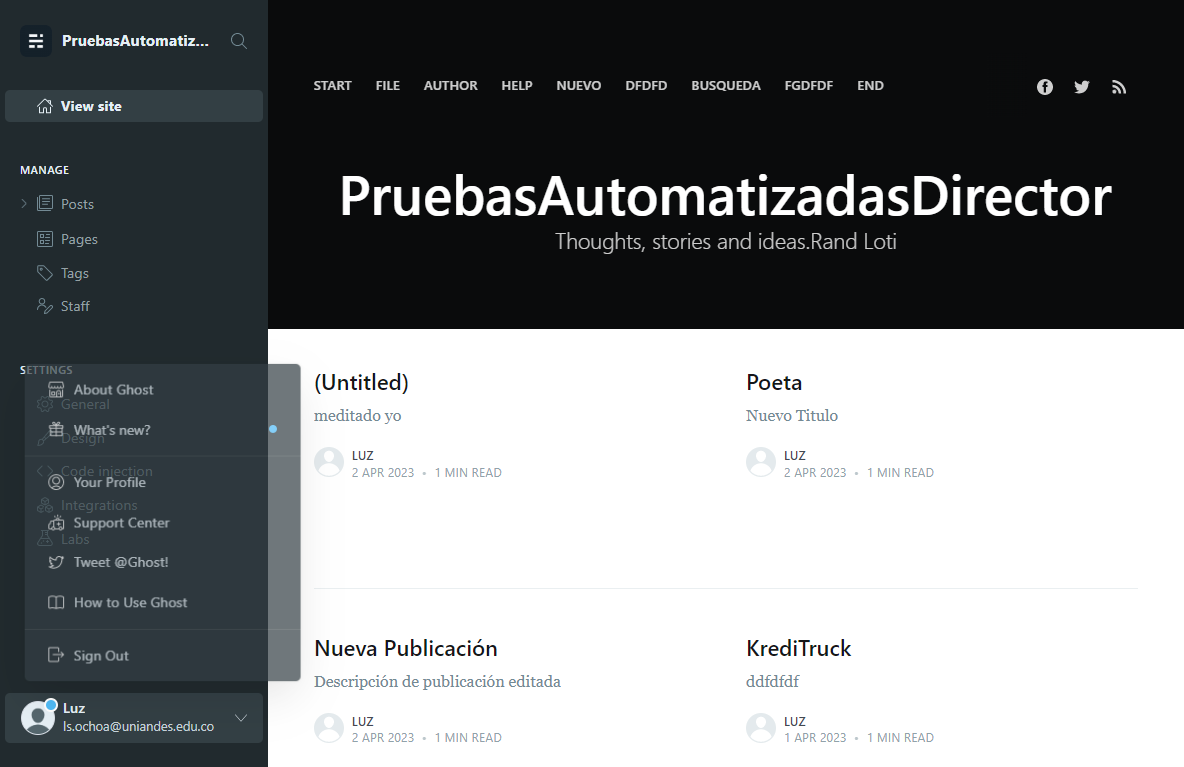 PruebasAutomatiz...
View site
MANAGE
Posts
Pages
Tags
Staff
SETTINGS
General
Design
Code injection
Integrations
Labs
About Ghost
What's new?
Your Profile
Support Center
Tweet @Ghost!
How to Use Ghost
Sign Out
Luz
ls.ochoa@uniandes.edu.co
START FILE AUTHOR HELP NUEVO DFDFD BUSQUEDA FGDFDF END
PruebasAutomatizadasDirector
Thoughts, stories and ideas.Rand Loti
(Untitled)
meditado yo
LUZ
2 APR 2023 • 1 MIN READ
Poeta
Nuevo Titulo
LUZ
2 APR 2023 • 1 MIN READ
Nueva Publicación
Descripción de publicación editada
LUZ
2 APR 2023 • 1 MIN READ
KrediTruck
ddfdfdf
LUZ
1 APR 2023 • 1 MIN READ